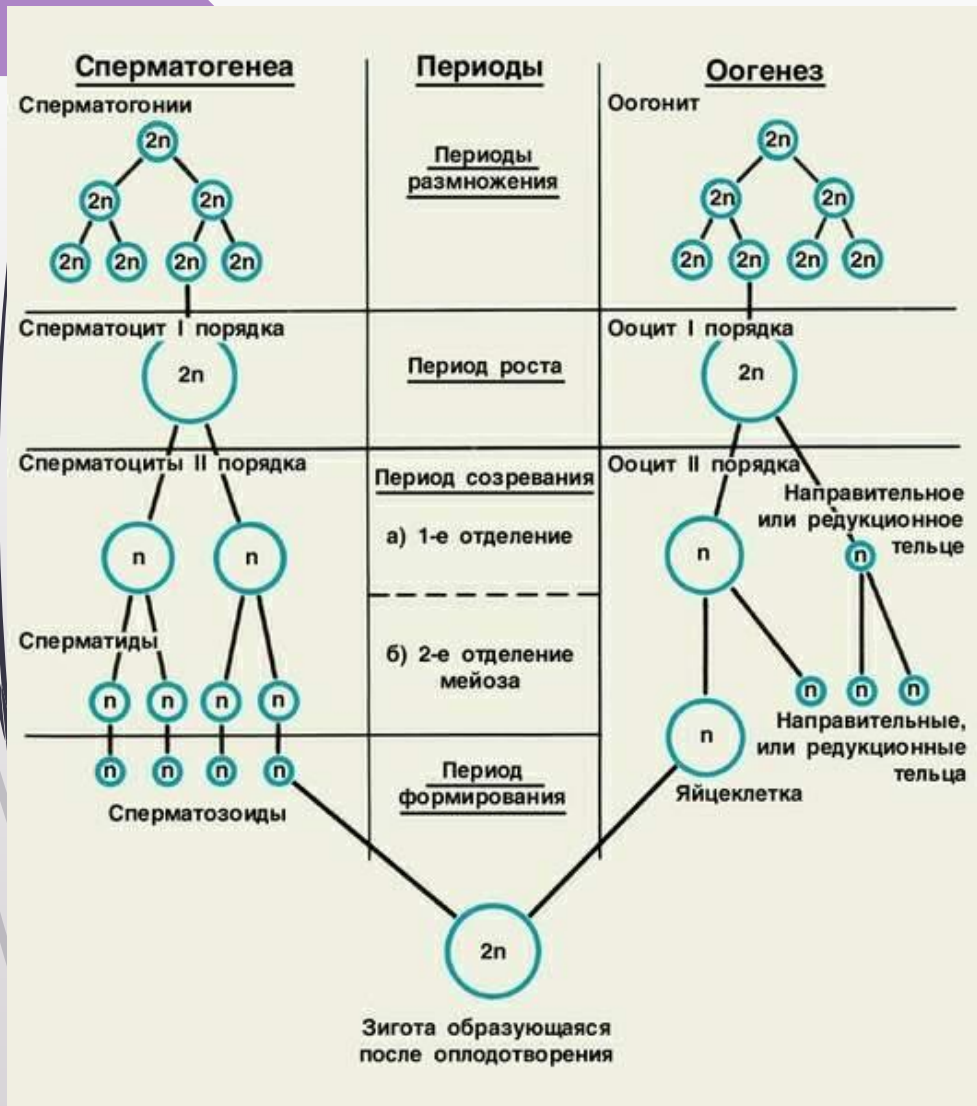 Сперматогенеа
Периоды
Оогенез
Сперматогонии
Оогонит
2n
2n
2n
2n
2n
2n
2n
Периоды
размножения
2n
2n
2n
2n
2n
2n
2n
Сперматоцит I порядка
2n
Период роста
Ооцит I порядка
2n
Сперматоциты II порядка
n
n
Период созревания
а) 1-е отделение
Ооцит II порядка
Направительное
или редукционное
тельце
n
n
Сперматиды
n
n
n
n
б) 2-е отделение
мейоза
n
n
n
Направительные,
или редукционные
тельца
n
Яйцеклетка
n
n
n
n
Сперматозоиды
Период
формирования
2n
Зигота образующаяся
после оплодотворения